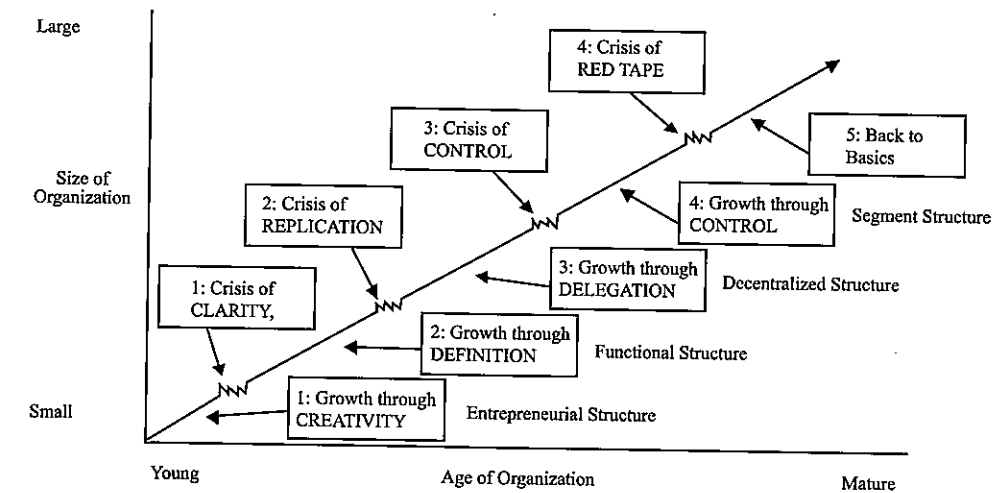 Large
4: Crisis of
RED TAPE
3: Crisis of
CONTROL
5: Back to
Basics
Size of
Organization
2: Crisis of
REPLICATION
4: Growth through
CONTROL
Segment Structure
3: Growth through
DELEGATION
Decentralized Structure
1: Crisis of
CLARITY,
2: Growth through
DEFINITION
Functional Structure
Small
1: Growth through
CREATIVITY
Entrepreneurial Structure
Young
Age of Organization
Mature